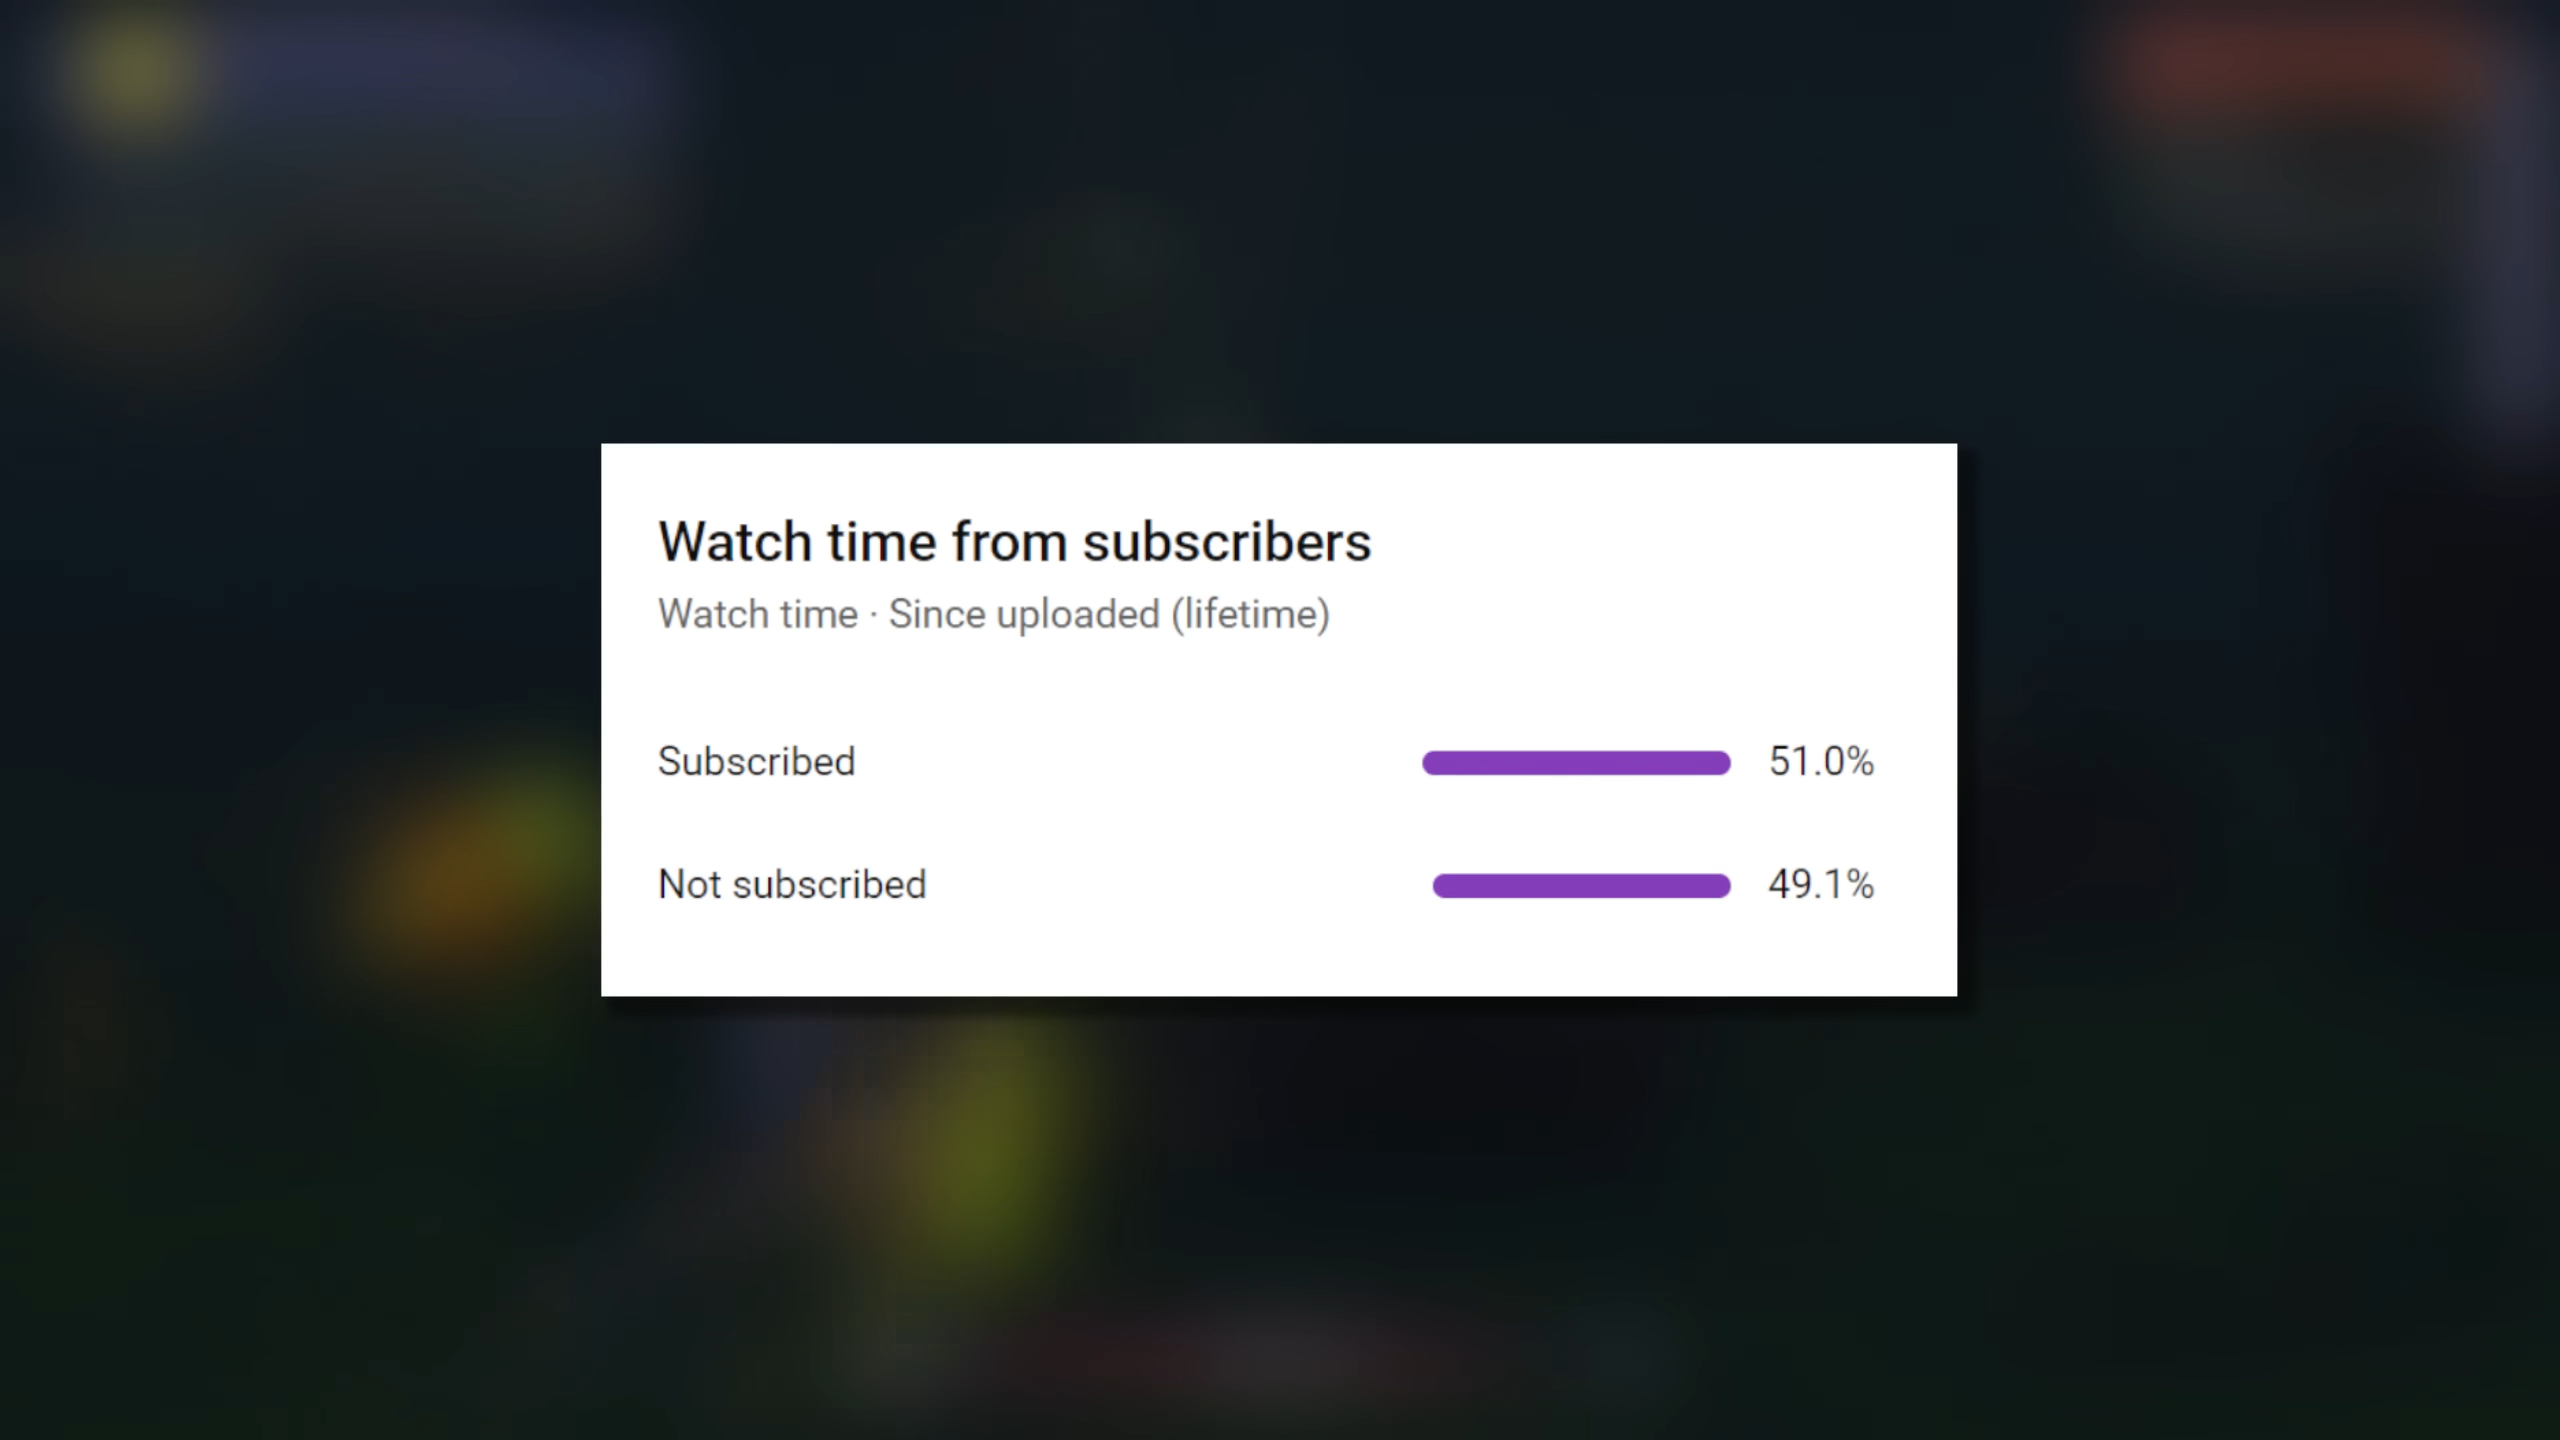 Watch time from subscribers
Watch time · Since uploaded (lifetime)
Subscribed 51.0%
Not subscribed 49.1%